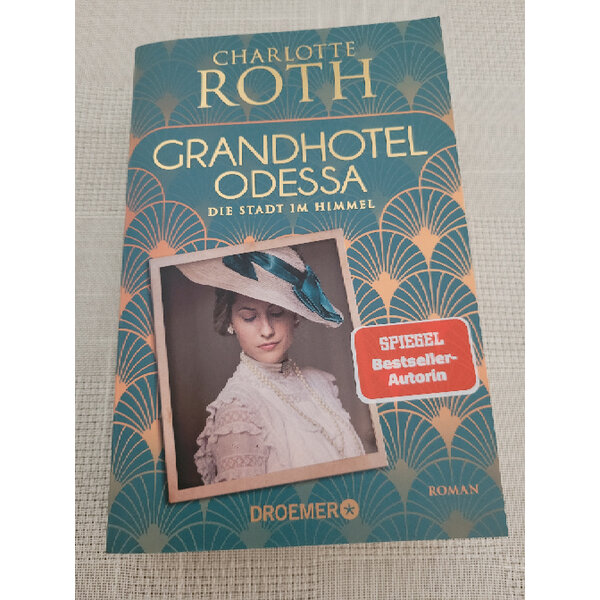 CHARLOTTE
ROTH
GRANDHOTEL
ODESSA
DIE STADT IM HIMMEL
SPIEGEL
Bestseller-
Autorin
ROMAN
DROEMER*